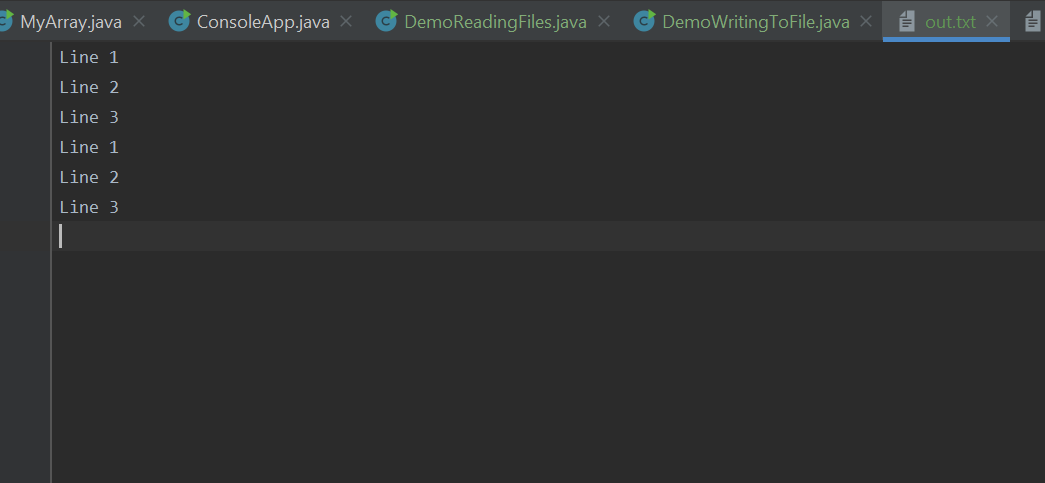 MyArray.java ConsoleApp.java DemoReadingFiles.java DemoWritingToFile.java out.txt
Line 1
Line 2
Line 3
Line 1
Line 2
Line 3